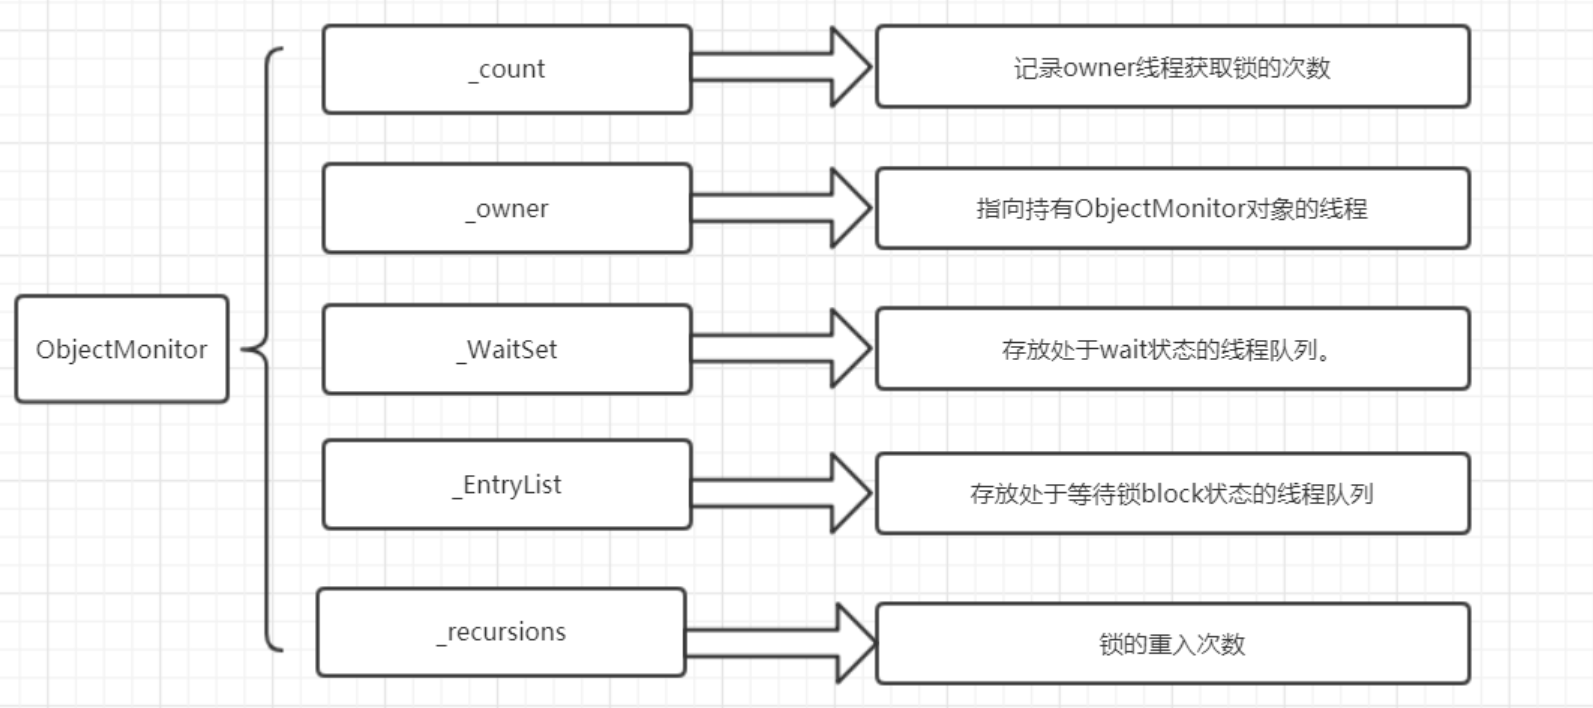 _count
记录owner线程获取锁的次数
_owner
指向持有ObjectMonitor对象的线程
ObjectMonitor
_WaitSet
存放处于wait状态的线程队列。
_EntryList
存放处于等待锁block状态的线程队列
_recursions
锁的重入次数